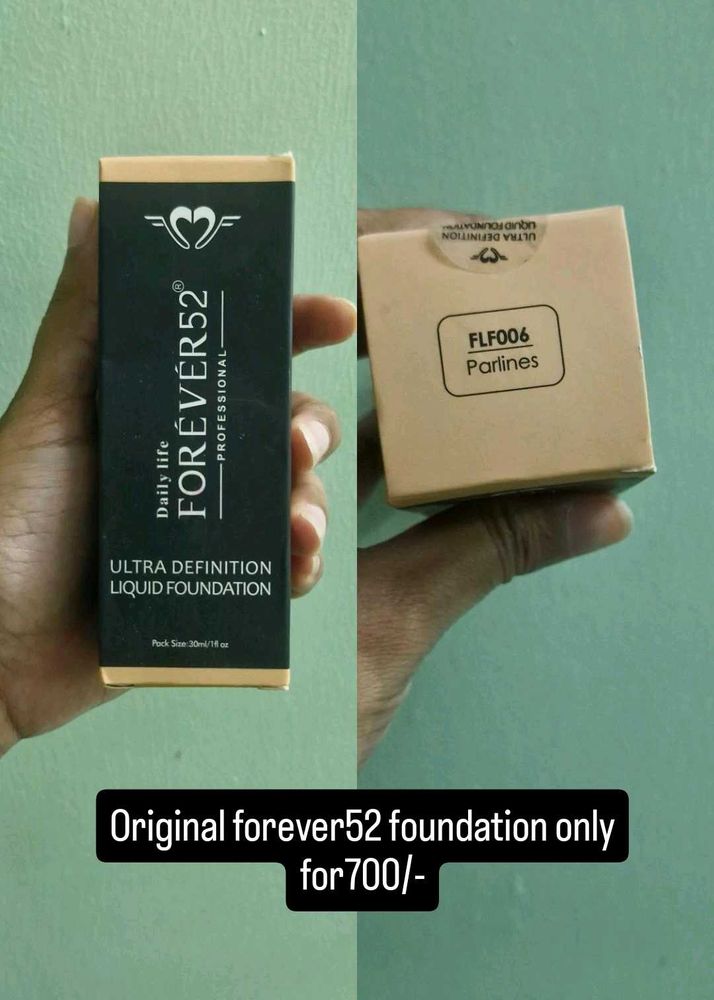 Daily life
FORÉVÉR52®
PROFESSIONAL
ULTRA DEFINITION
LIQUID FOUNDATION
Pack Size:30ml/1fl oz
ULTRA DEFINITION
LIQUID FOUNDATION
FLF006
Parlines
Original forever52 foundation only
for700/-